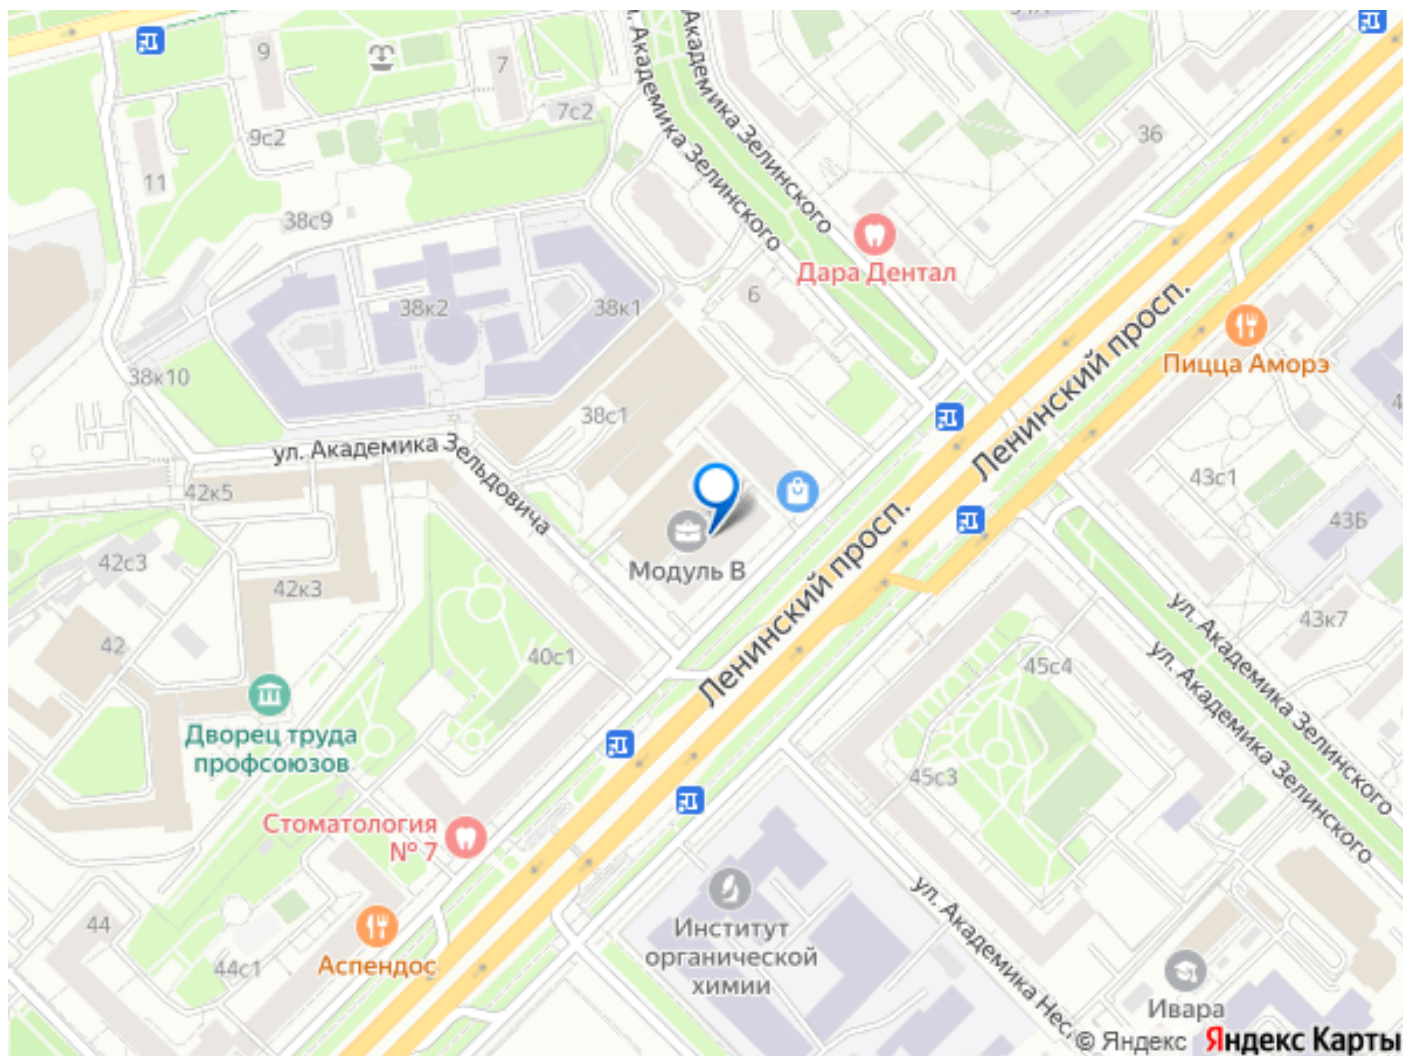 9
7
7с2
9с2
11
38с9
ул. Академика Зелинского
Академика Зелинского
36
Дара Дентал
6
38к2
38к1
38к10
38с1
Ленинский просп.
Пицца Аморэ
ул. Академика Зельдовича
42к5
43с1
43Б
42с3
42к3
Модуль В
Ленинский просп.
43к7
42
40с1
45с4
ул. Академика Зелинского
ул. Академика Зелинского
Дворец труда
профсоюзов
45с3
Стоматология
№ 7
ул. Академика Нес
Институт
органической
химии
44
44с1
Аспендос
Ивара
© Яндекс Яндекс Карты